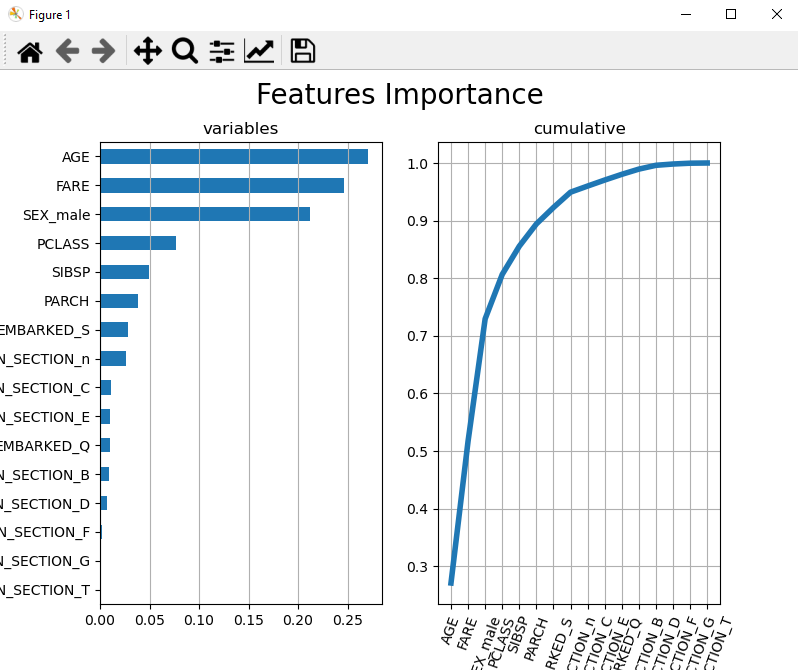 Figure 1
Features Importance
variables
AGE
FARE
SEX_male
PCLASS
SIBSP
PARCH
EMBARKED_S
N_SECTION_n
N_SECTION_C
N_SECTION_E
EMBARKED_Q
N_SECTION_B
N_SECTION_D
N_SECTION_F
N_SECTION_G
N_SECTION_T
0.00 0.05 0.10 0.15 0.20 0.25
cumulative
1.0
0.9
0.8
0.7
0.6
0.5
0.4
0.3
AGE
FARE
EX_male
PCLASS
SIBSP
PARCH
RKED_S
CTION_n
CTION_C
CTION_E
RKED_Q
CTION_B
CTION_D
CTION_F
CTION_G
CTION_T